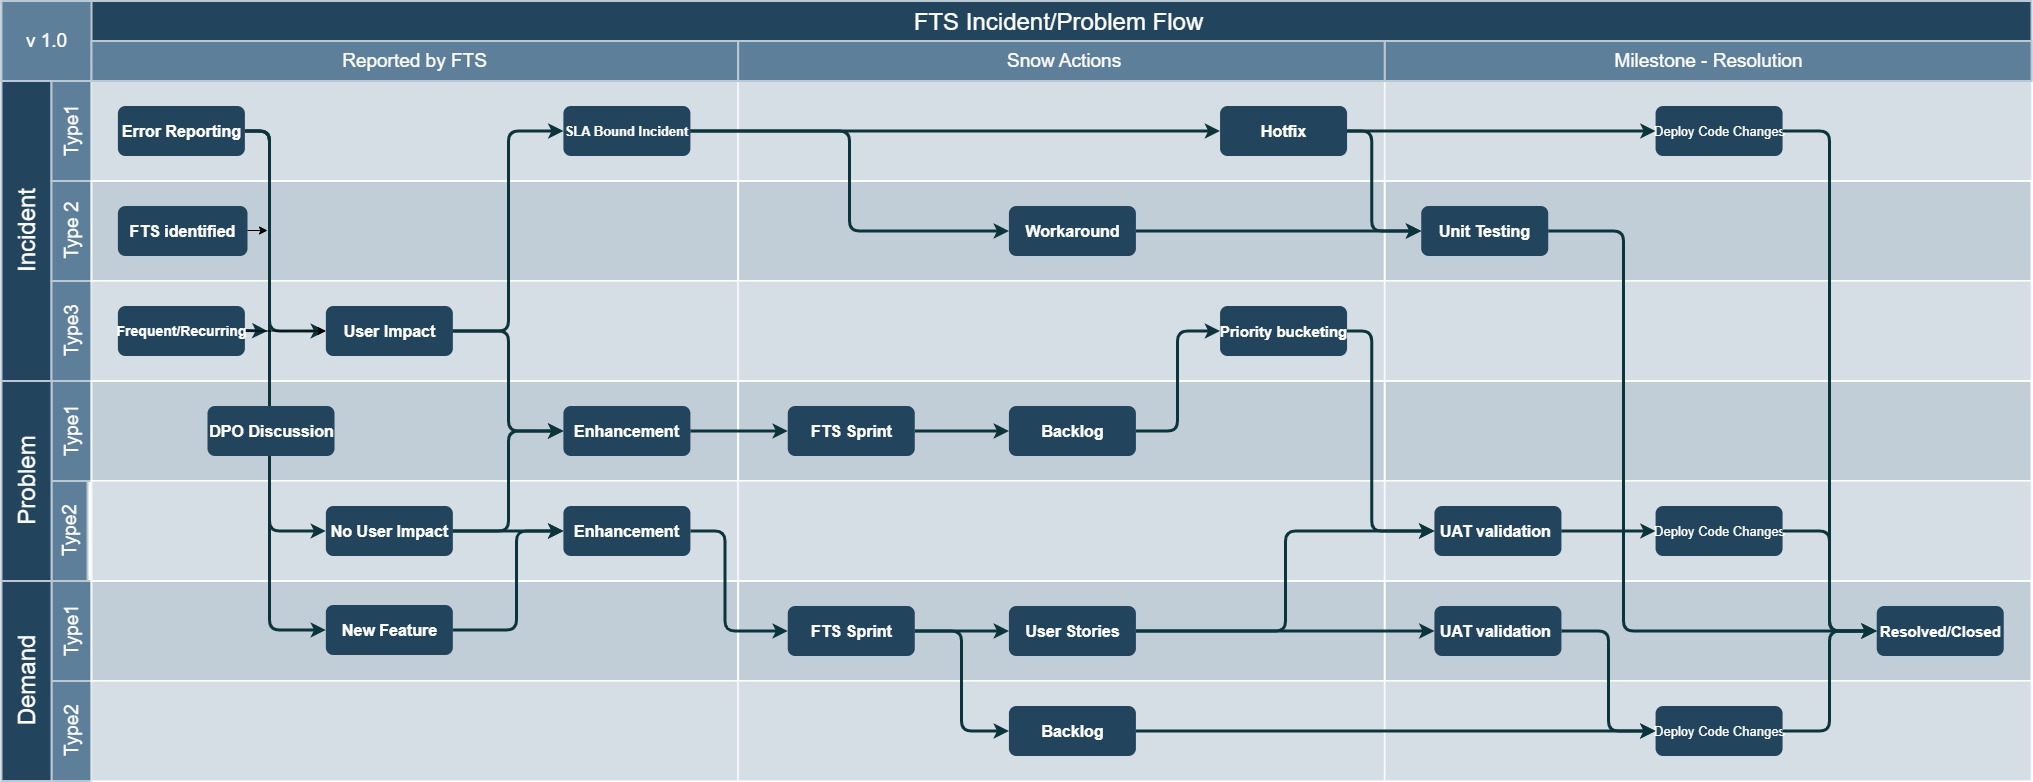 FTS Incident/Problem Flow
v 1.0
Reported by FTS
Snow Actions
Milestone - Resolution
Incident
Type1
Error Reporting
SLA Bound Incident
Hotfix
Deploy Code Changes
Type 2
FTS identified
Workaround
Unit Testing
Type3
Frequent/Recurring
User Impact
Priority bucketing
Problem
Type1
DPO Discussion
Enhancement
FTS Sprint
Backlog
Type2
No User Impact
Enhancement
UAT validation
Deploy Code Changes
Demand
Type1
New Feature
FTS Sprint
User Stories
UAT validation
Resolved/Closed
Type2
Backlog
Deploy Code Changes